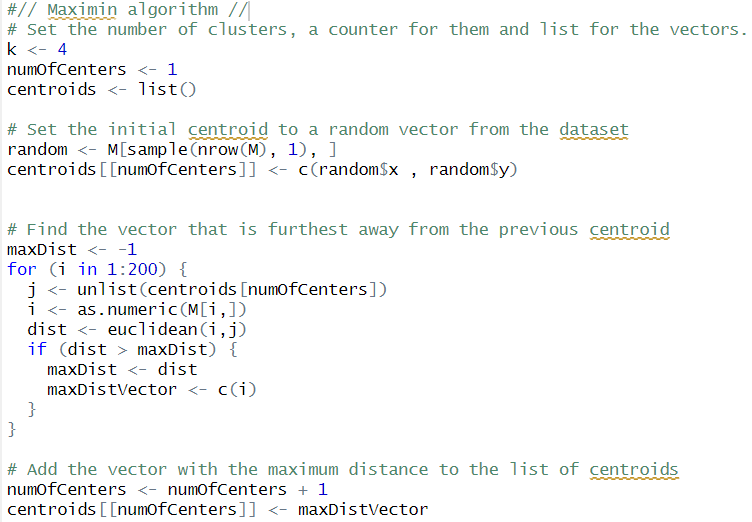 #// Maximin algorithm //
# Set the number of clusters, a counter for them and list for the vectors.
k <- 4
numOfCenters <- 1
centroids <- list()
# Set the initial centroid to a random vector from the dataset
random <- M[sample(nrow(M), 1), ]
centroids[[numOfCenters]] <- c(random$x , random$y)
# Find the vector that is furthest away from the previous centroid
maxDist <- -1
for (i in 1:200) {
  j <- unlist(centroids[numOfCenters])
  i <- as.numeric(M[i,])
  dist <- euclidean(i,j)
  if (dist > maxDist) {
    maxDist <- dist
    maxDistVector <- c(i)
  }
}
# Add the vector with the maximum distance to the list of centroids
numOfCenters <- numOfCenters + 1
centroids[[numOfCenters]] <- maxDistVector